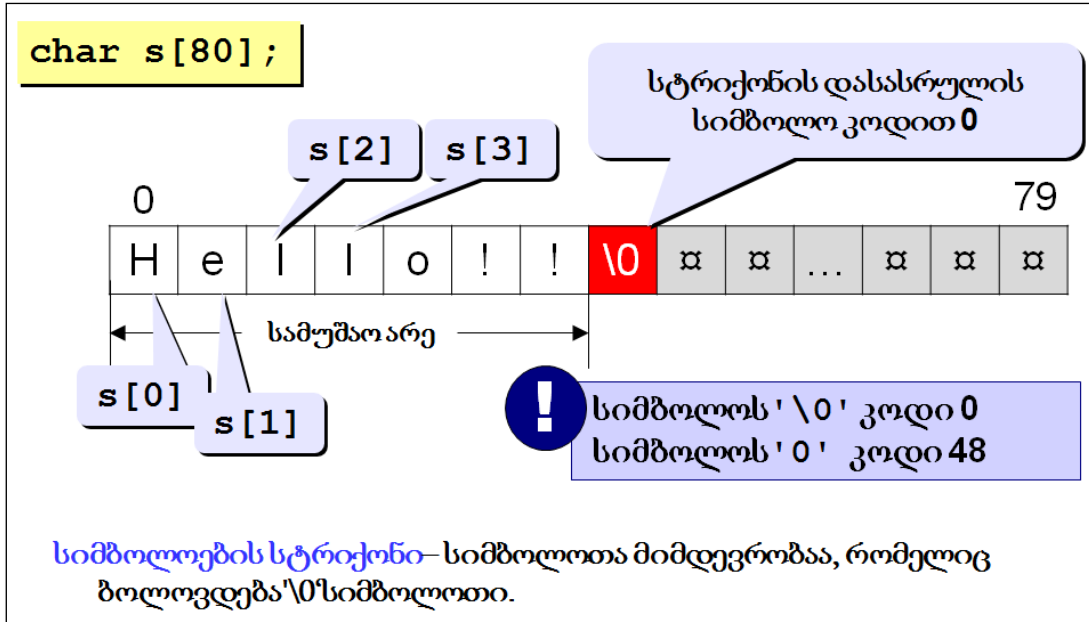 char s[80];
სტრიქონის დასასრულის
სიმბოლო კოდით 0
s[2] s[3]
0 79
H e l l o ! ! \0 ¤ ¤ ... ¤ ¤ ¤
სამუშაო არე
s[0]
s[1]
!
სიმბოლოს '\0' კოდი 0
სიმბოლოს '0' კოდი 48
სიმბოლოების სტრიქონი– სიმბოლოთა მიმდევრობაა, რომელიც
ბოლოვდება'\0'სიმბოლოთი.